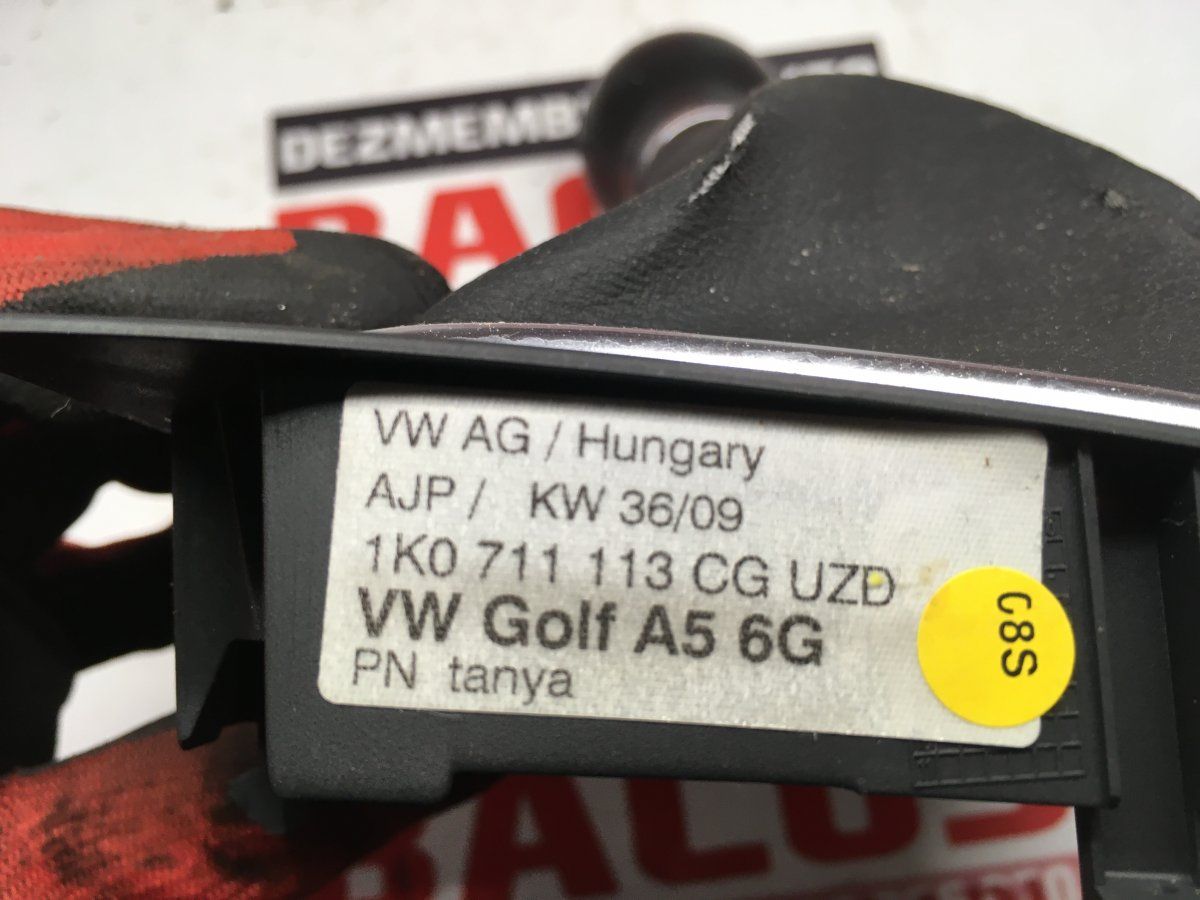 DEZMEMB
VW AG / Hungary
AJP / KW 36/09
1K0 711 113 CG UZD
VW Golf A5 6G
PN tanya
C8S